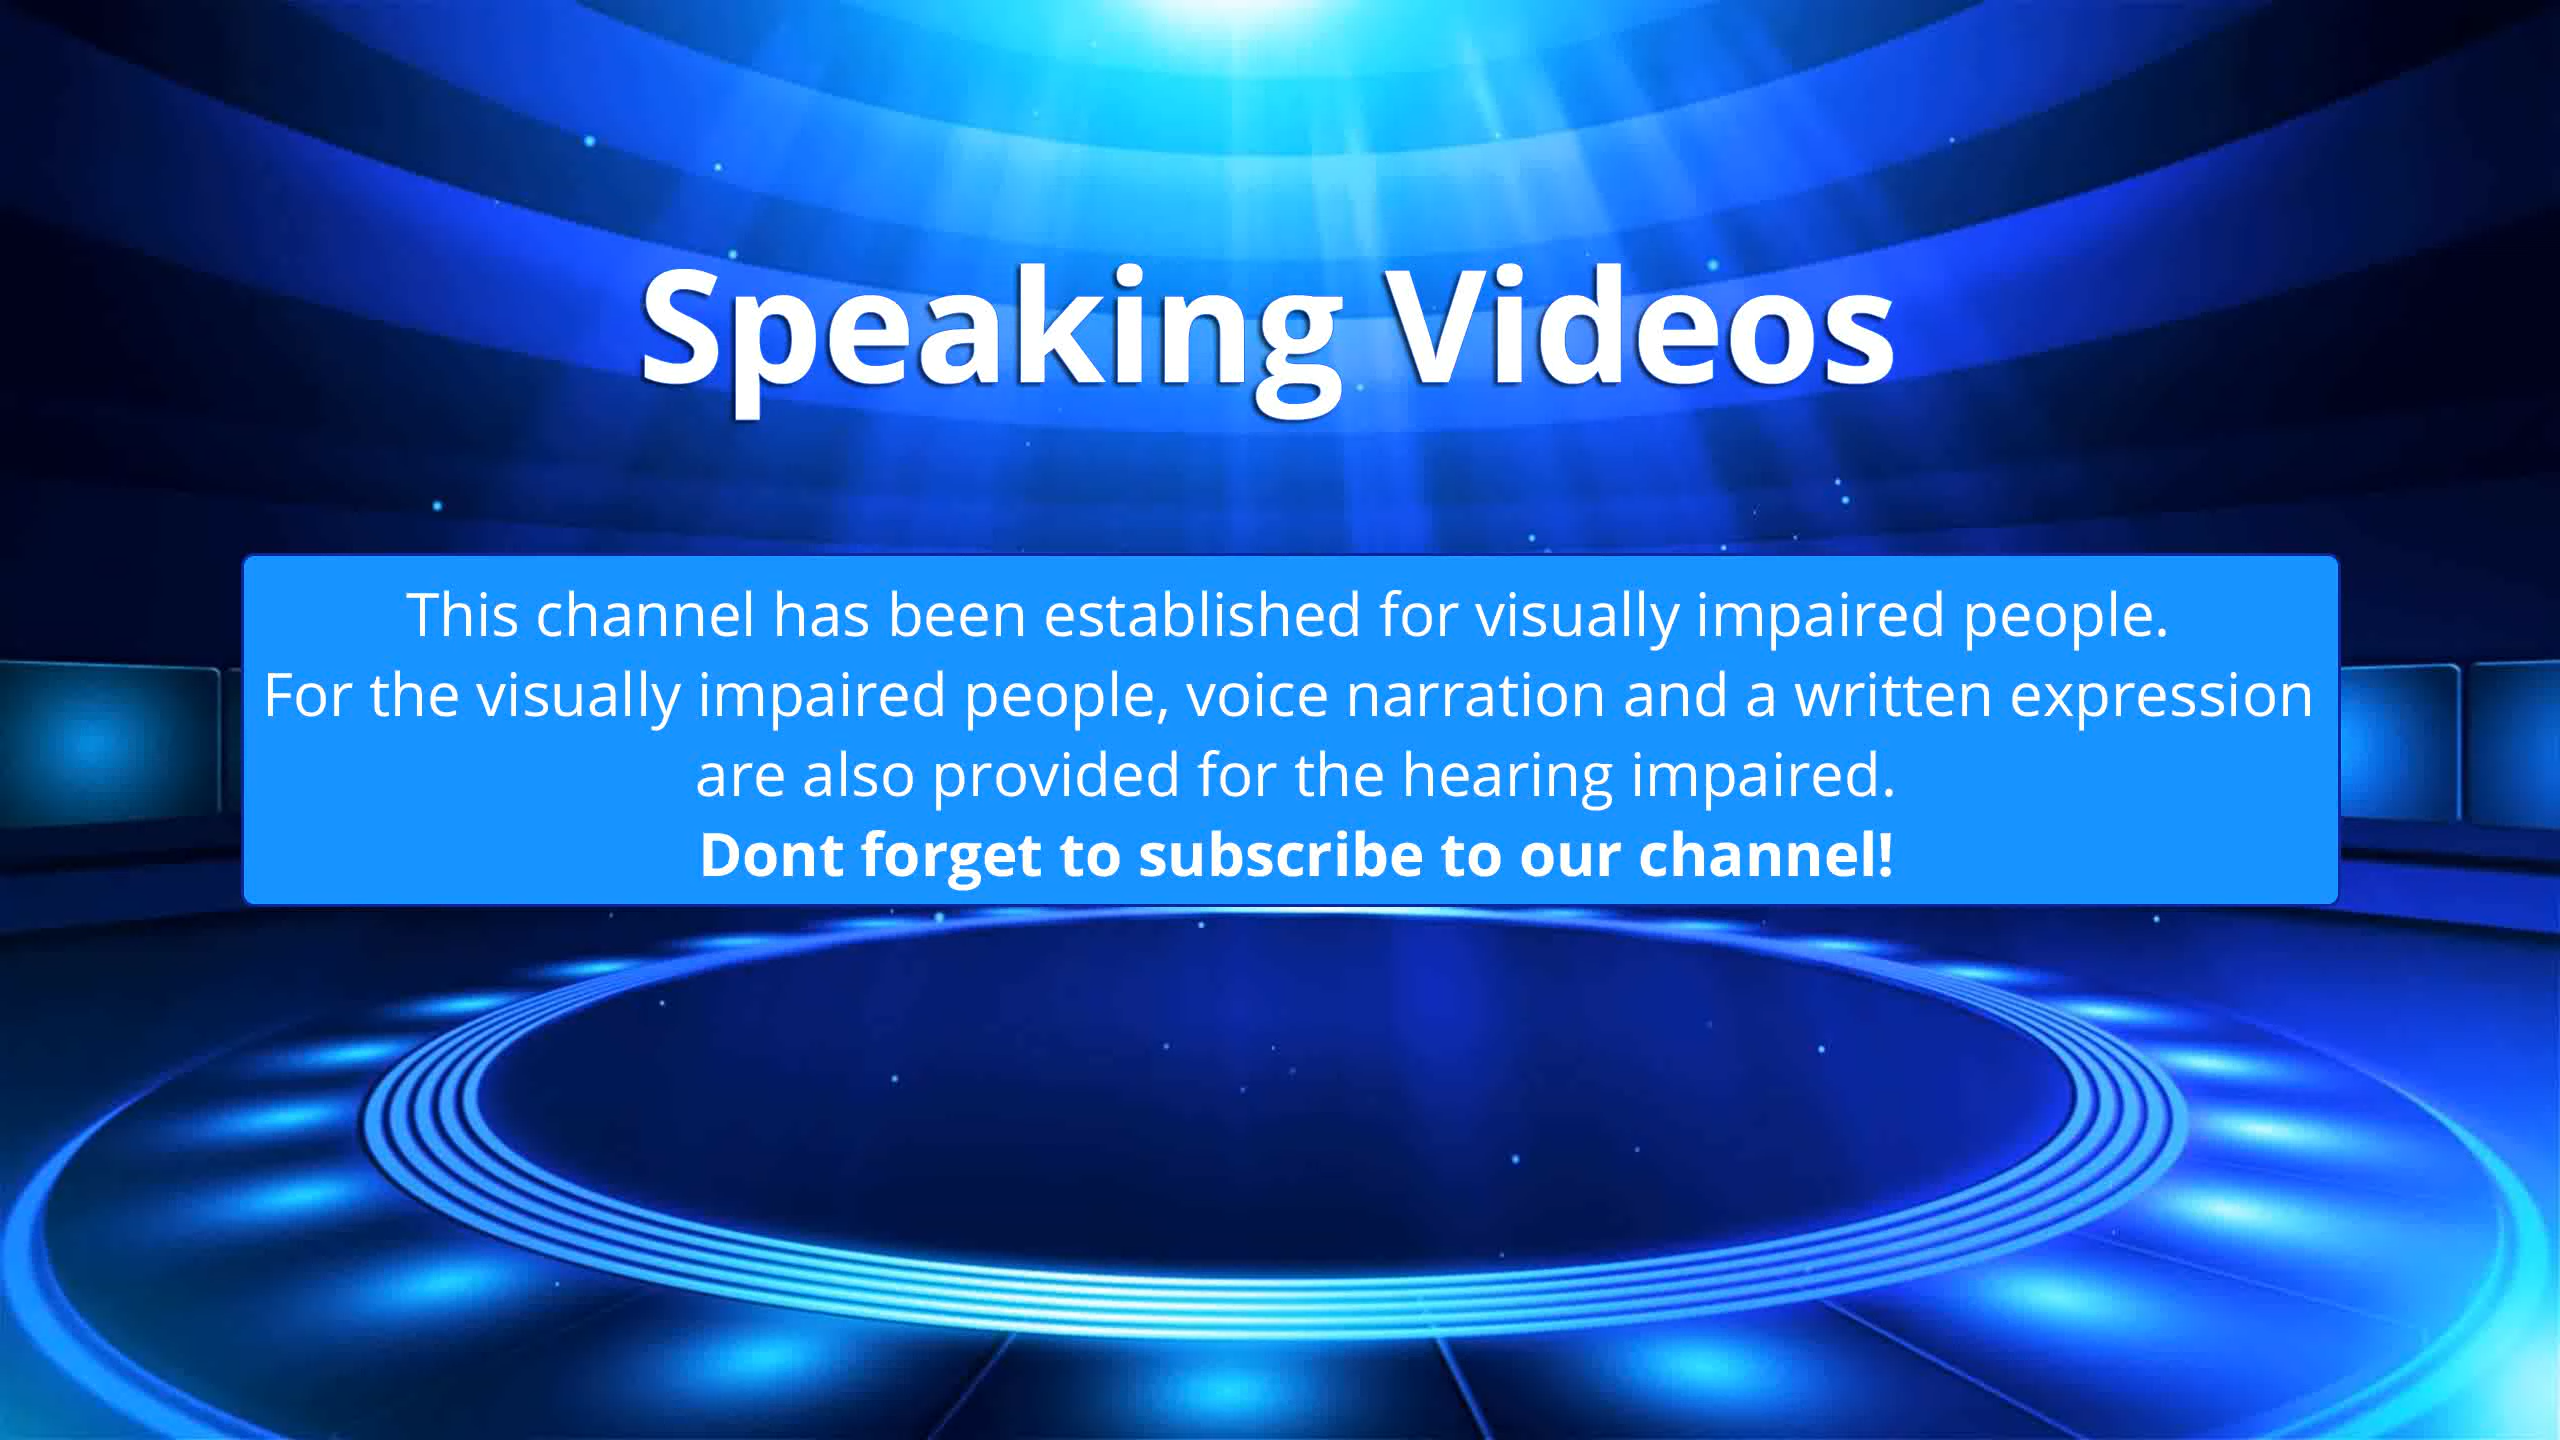 Speaking Videos
This channel has been established for visually impaired people.
For the visually impaired people, voice narration and a written expression
are also provided for the hearing impaired.
Dont forget to subscribe to our channel!